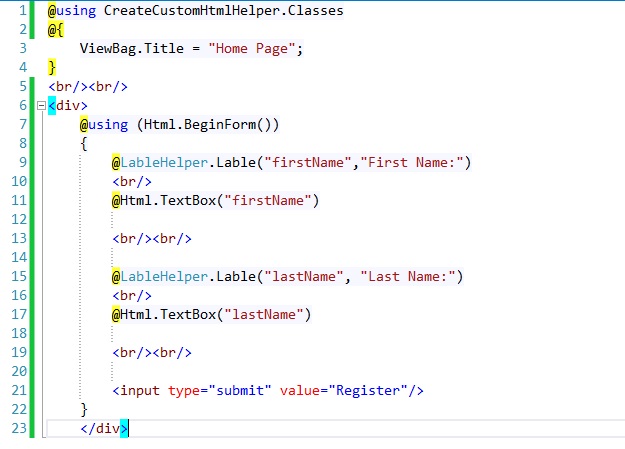 1 @using CreateCustomHtmlHelper.Classes
2 @{
3 ViewBag.Title = "Home Page";
4 }
5 <br/><br/>
6 <div>
7 @using (Html.BeginForm())
8 {
9 @LableHelper.Lable("firstName","First Name:")
10 <br/>
11 @Html.TextBox("firstName")
12
13 <br/><br/>
14
15 @LableHelper.Lable("lastName", "Last Name:")
16 <br/>
17 @Html.TextBox("lastName")
18
19 <br/><br/>
20
21 <input type="submit" value="Register"/>
22 }
23 </div>